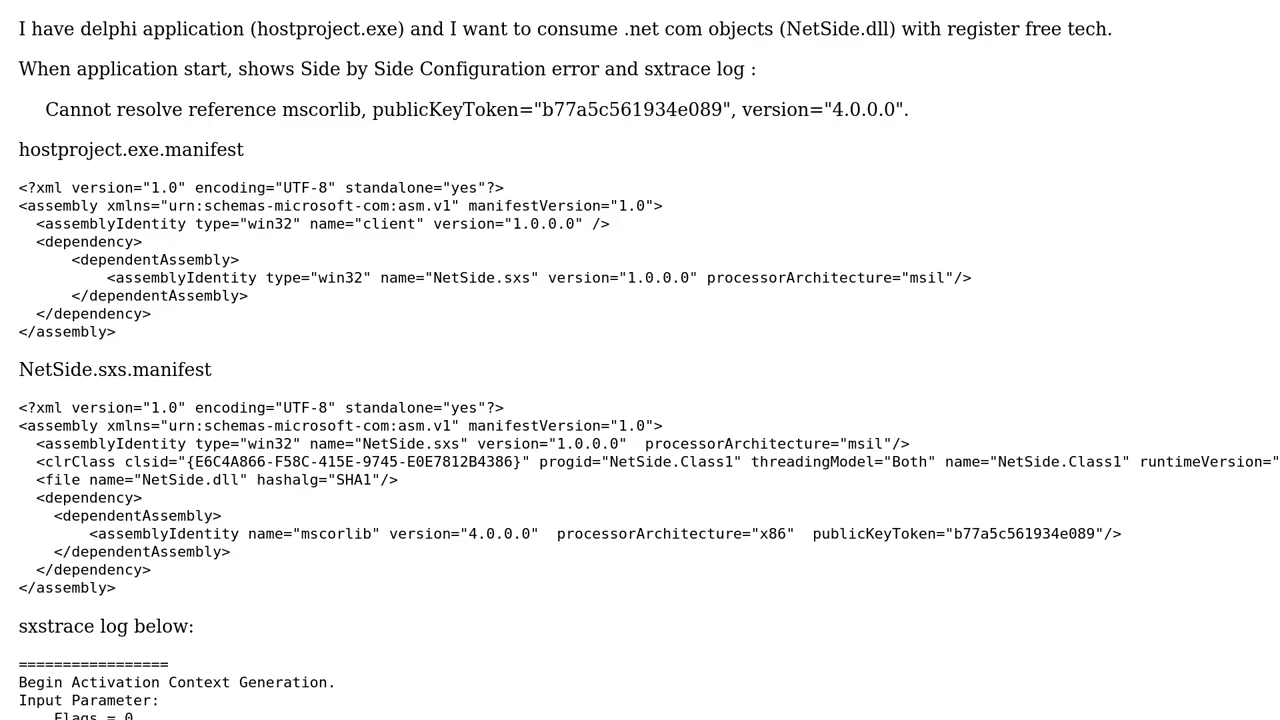 I have delphi application (hostproject.exe) and I want to consume .net com objects (NetSide.dll) with register free tech.
When application start, shows Side by Side Configuration error and sxtrace log :
Cannot resolve reference mscorlib, publicKeyToken="b77a5c561934e089", version="4.0.0.0".
hostproject.exe.manifest
<?xml version="1.0" encoding="UTF-8" standalone="yes"?>
<assembly xmlns="urn:schemas-microsoft-com:asm.v1" manifestVersion="1.0">
  <assemblyIdentity type="win32" name="client" version="1.0.0.0" />
  <dependency>
      <dependentAssembly>
          <assemblyIdentity type="win32" name="NetSide.sxs" version="1.0.0.0" processorArchitecture="msil"/>
      </dependentAssembly>
  </dependency>
</assembly>
NetSide.sxs.manifest
<?xml version="1.0" encoding="UTF-8" standalone="yes"?>
<assembly xmlns="urn:schemas-microsoft-com:asm.v1" manifestVersion="1.0">
  <assemblyIdentity type="win32" name="NetSide.sxs" version="1.0.0.0"  processorArchitecture="msil"/>
  <clrClass clsid="{E6C4A866-F58C-415E-9745-E0E7812B4386}" progid="NetSide.Class1" threadingModel="Both" name="NetSide.Class1" runtimeVersion="
  <file name="NetSide.dll" hashalg="SHA1"/>
  <dependency>
    <dependentAssembly>
        <assemblyIdentity name="mscorlib" version="4.0.0.0"  processorArchitecture="x86"  publicKeyToken="b77a5c561934e089"/>
    </dependentAssembly>
  </dependency>
</assembly>
sxstrace log below:
=================
Begin Activation Context Generation.
Input Parameter:
    Flags = 0